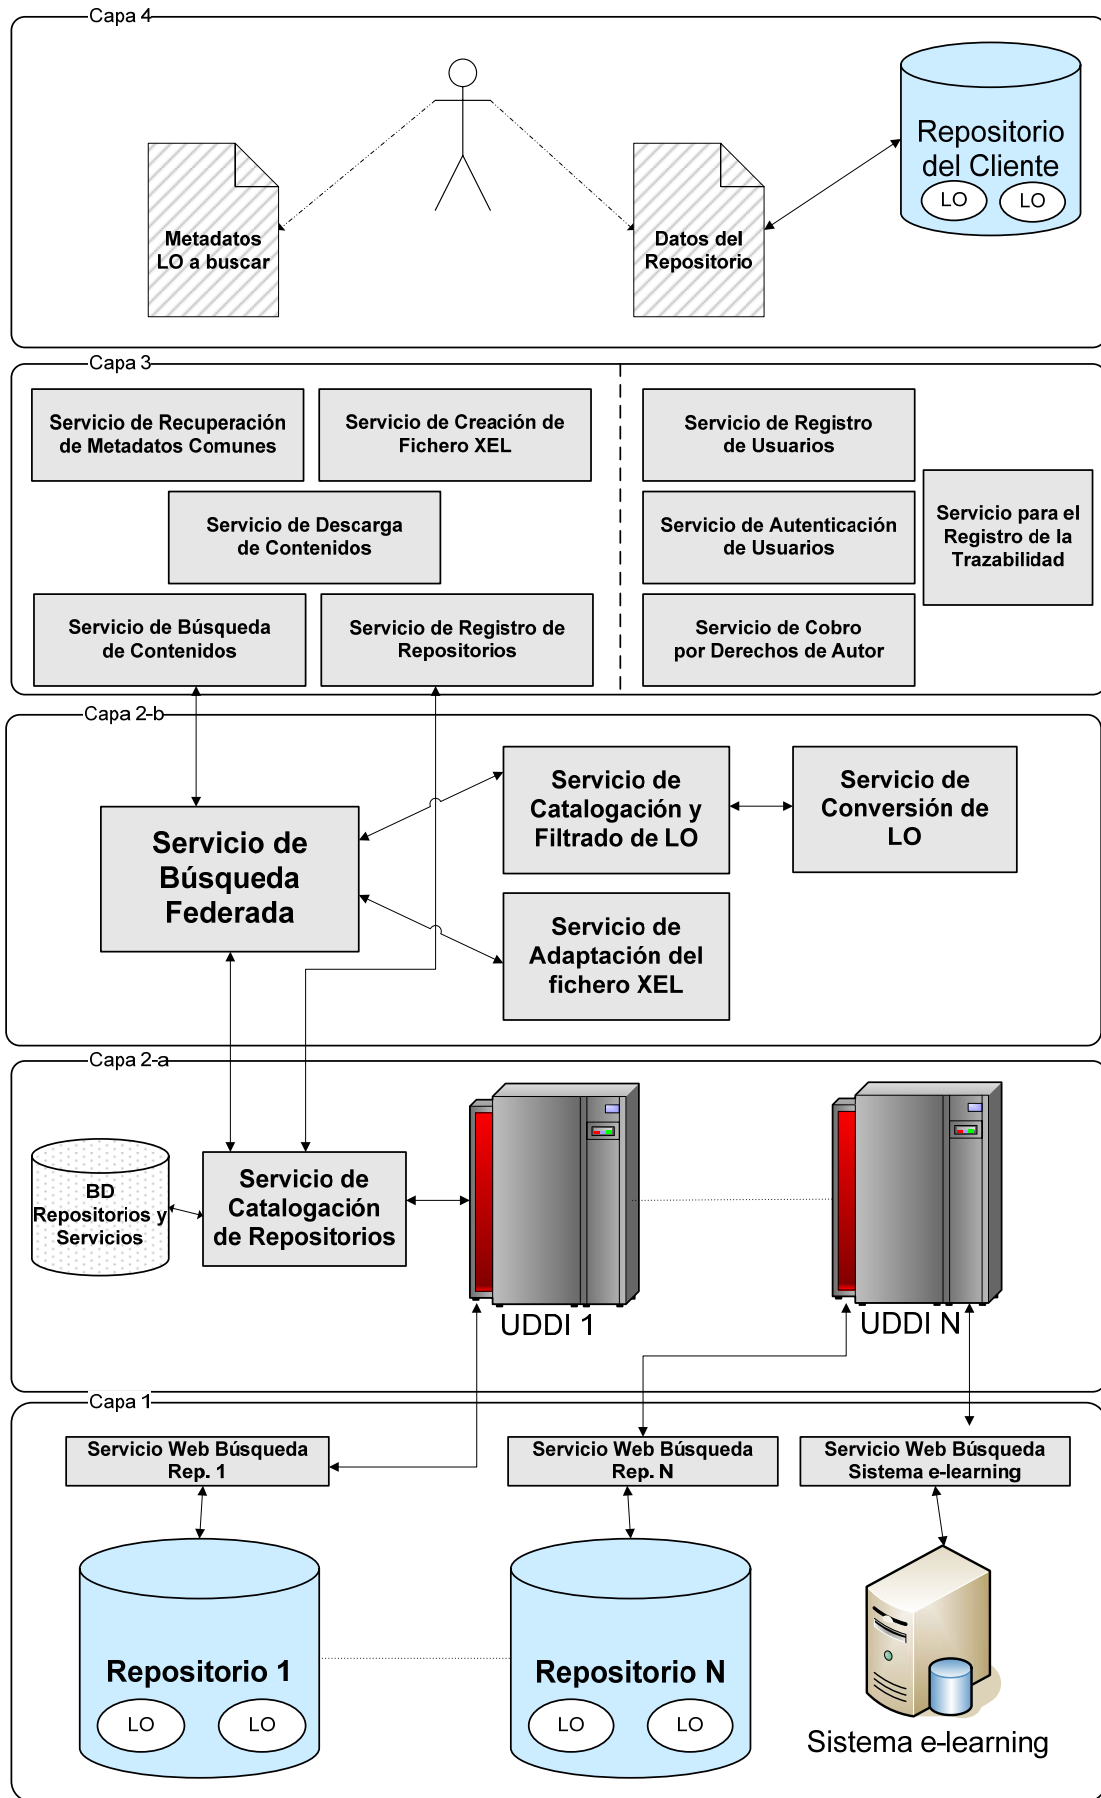 Capa 4
Repositorio
del Cliente
LO
LO
Metadatos
LO a buscar
Datos del
Repositorio
Capa 3
Servicio de Recuperación
de Metadatos Comunes
Servicio de Creación de
Fichero XEL
Servicio de Descarga
de Contenidos
Servicio de Búsqueda
de Contenidos
Servicio de Registro de
Repositorios
Servicio de Registro
de Usuarios
Servicio de Autenticación
de Usuarios
Servicio de Cobro
por Derechos de Autor
Servicio para el
Registro de la
Trazabilidad
Capa 2-b
Servicio de
Búsqueda
Federada
Servicio de
Catalogación y
Filtrado de LO
Servicio de
Conversión de
LO
Servicio de
Adaptación del
fichero XEL
Capa 2-a
BD
Repositorios y
Servicios
Servicio de
Catalogación
de Repositorios
UDDI 1
UDDI N
Capa 1
Servicio Web Búsqueda
Rep. 1
Servicio Web Búsqueda
Rep. N
Servicio Web Búsqueda
Sistema e-learning
Repositorio 1
LO
LO
Repositorio N
LO
LO
Sistema e-learning